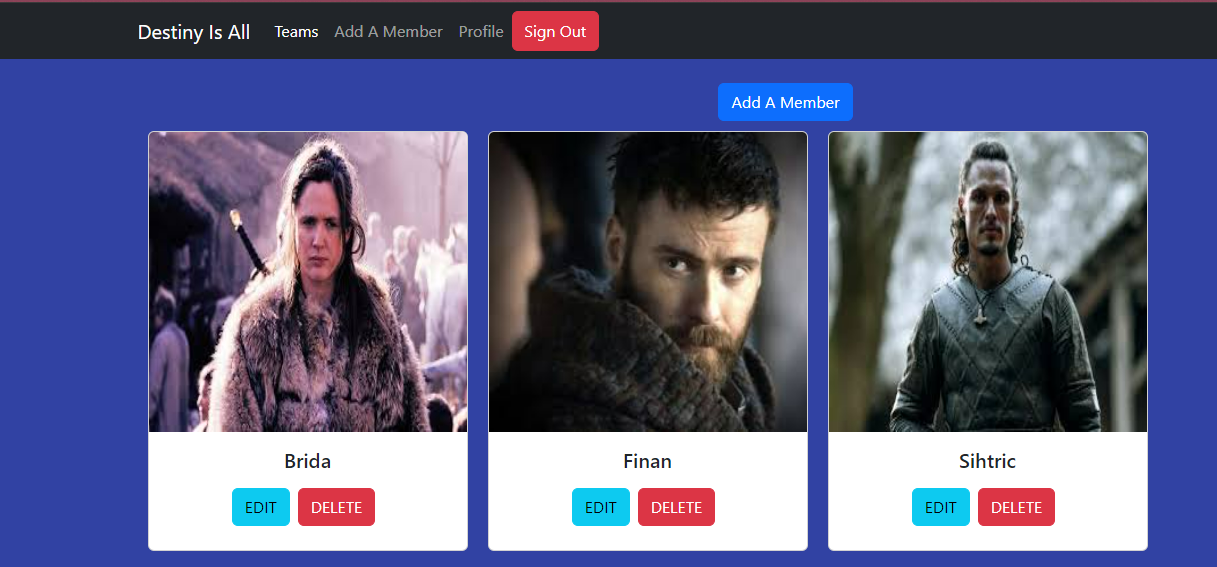 Destiny Is All Teams Add A Member Profile Sign Out
Add A Member
Brida Finan Sihtric
EDIT DELETE EDIT DELETE EDIT DELETE